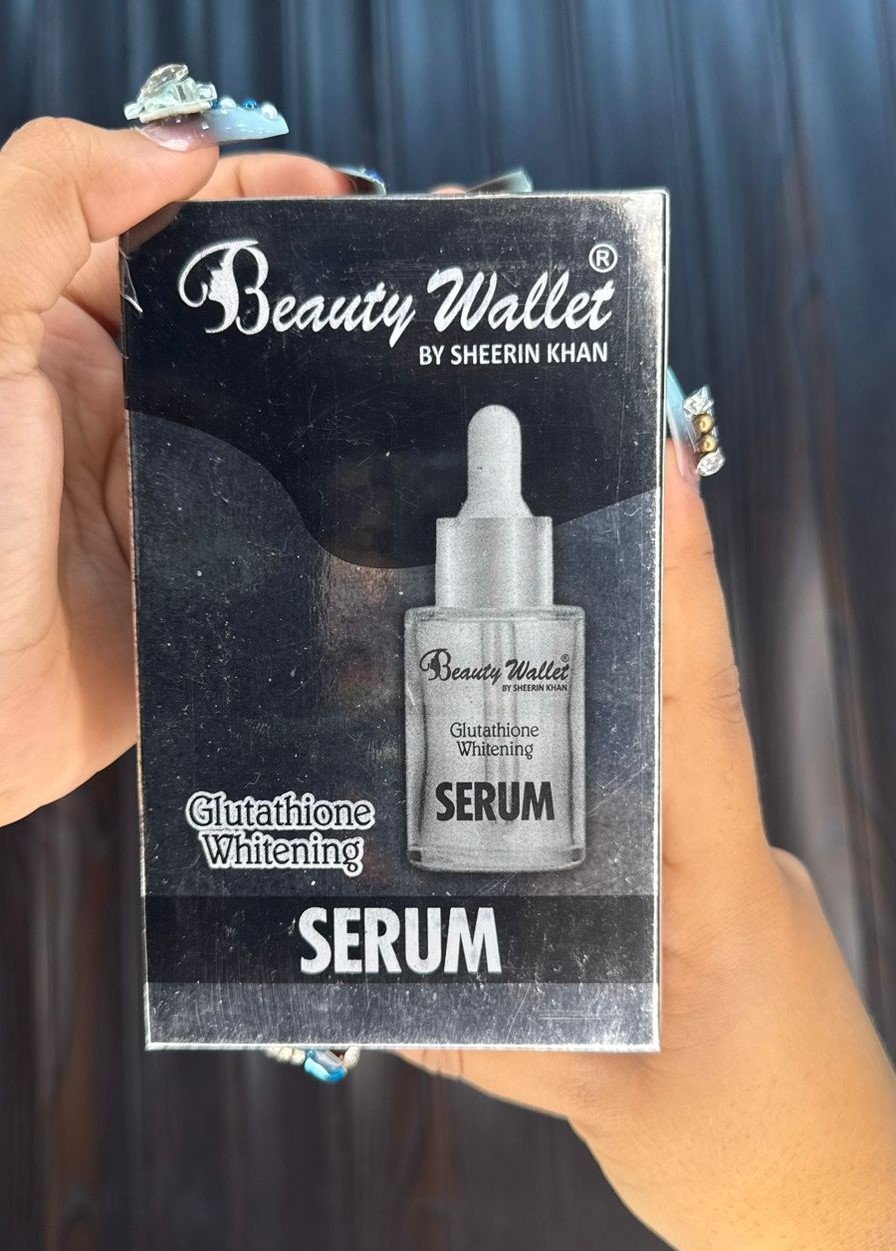 Beauty Wallet®
BY SHEERIN KHAN
Beauty Wallet®
BY SHEERIN KHAN
Glutathione
Whitening
SERUM
Glutathione
Whitening
SERUM